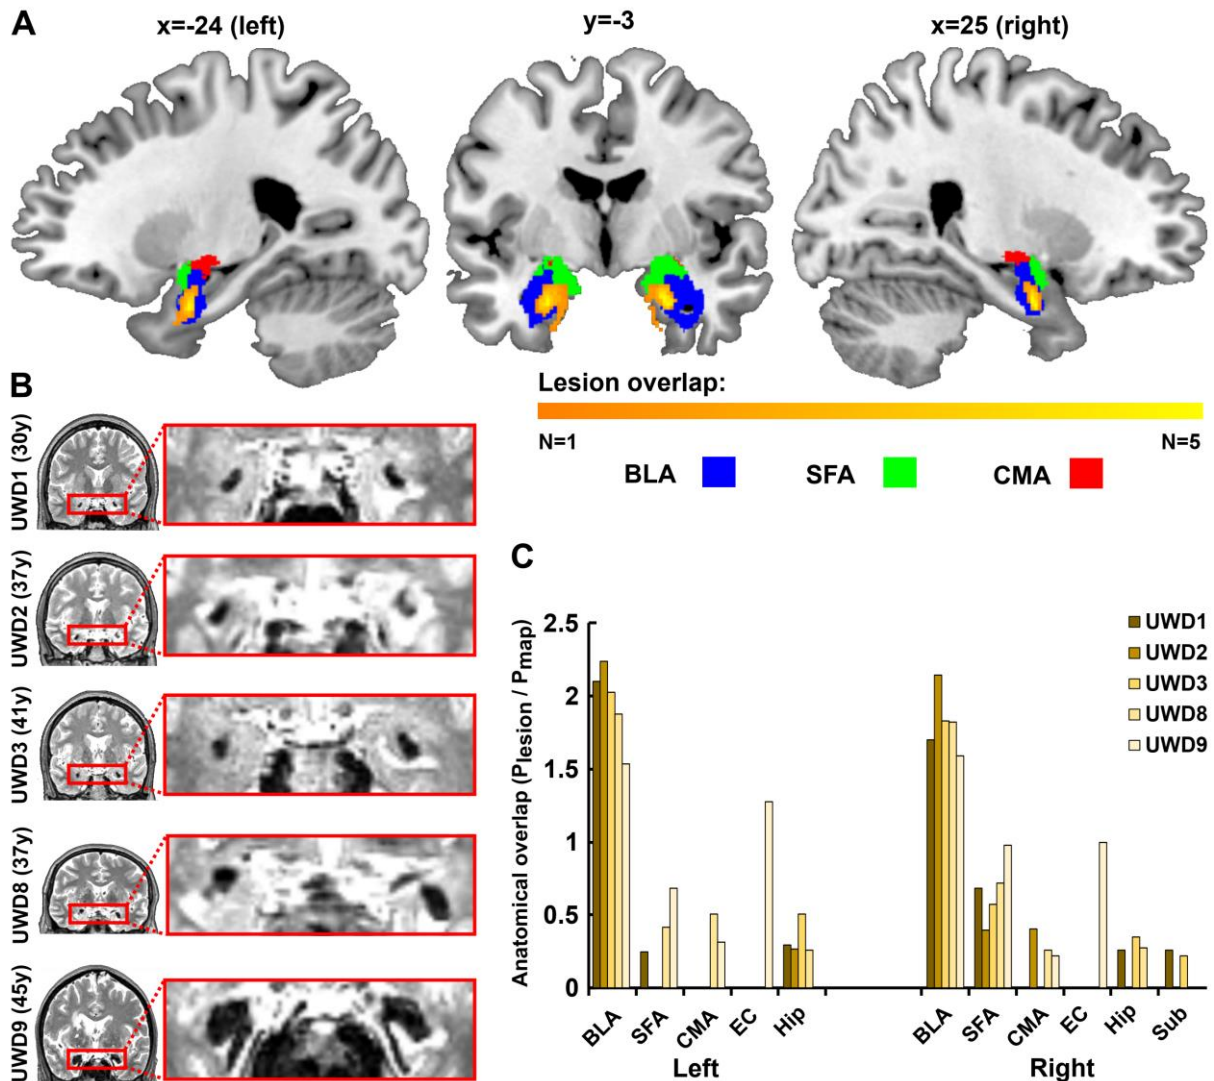 A
x=-24 (left)
y=-3
x=25 (right)
Lesion overlap:
N=1
N=5
BLA
SFA
CMA
B
UWD1 (30y)
UWD2 (37y)
UWD3 (41y)
UWD8 (37y)
UWD9 (45y)
C
Anatomical overlap (Plesion / Pmap)
2.5
2
1.5
1
0.5
0
UWD1
UWD2
UWD3
UWD8
UWD9
BLA
SFA
CMA
EC
Hip
BLA
SFA
CMA
EC
Hip
Sub
Left
Right